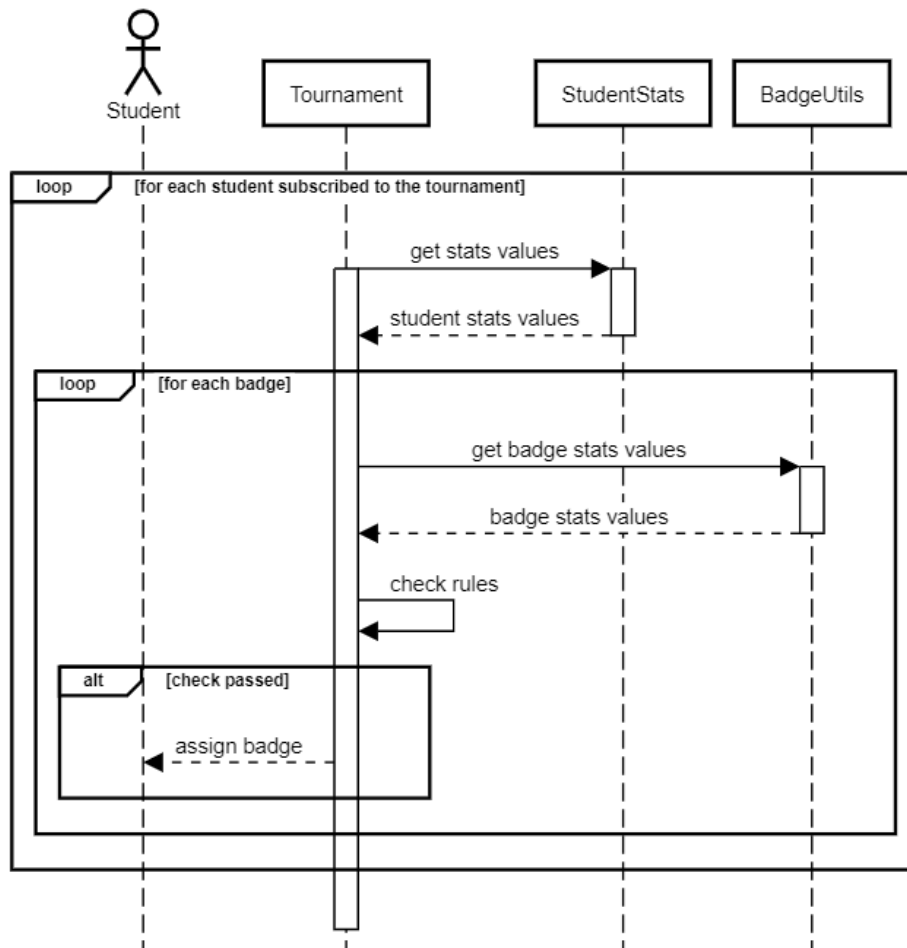 Student
Tournament
StudentStats
BadgeUtils
loop [for each student subscribed to the tournament]
get stats values
student stats values
loop [for each badge]
get badge stats values
badge stats values
check rules
alt [check passed]
assign badge